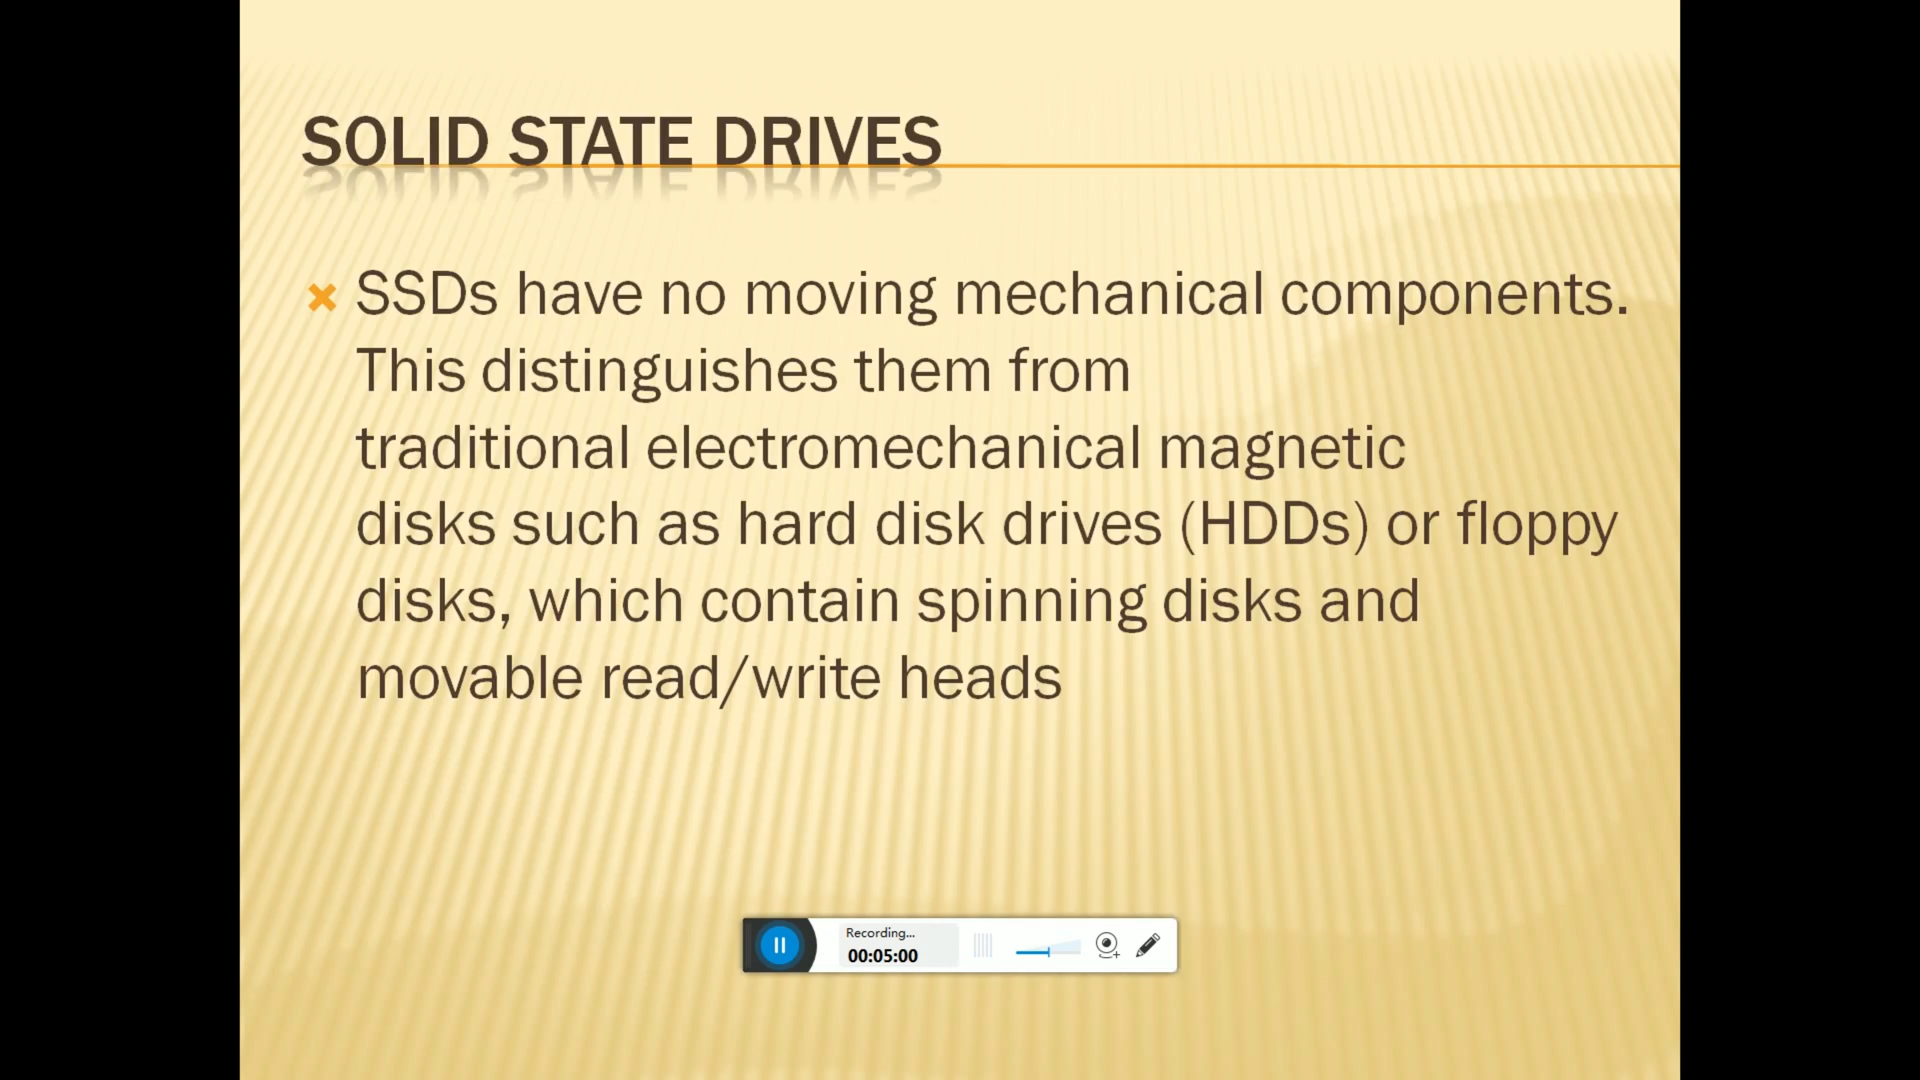 SOLID STATE DRIVES
SSDs have no moving mechanical components.
This distinguishes them from
traditional electromechanical magnetic
disks such as hard disk drives (HDDs) or floppy
disks, which contain spinning disks and
movable read/write heads
Recording...
00:05:00